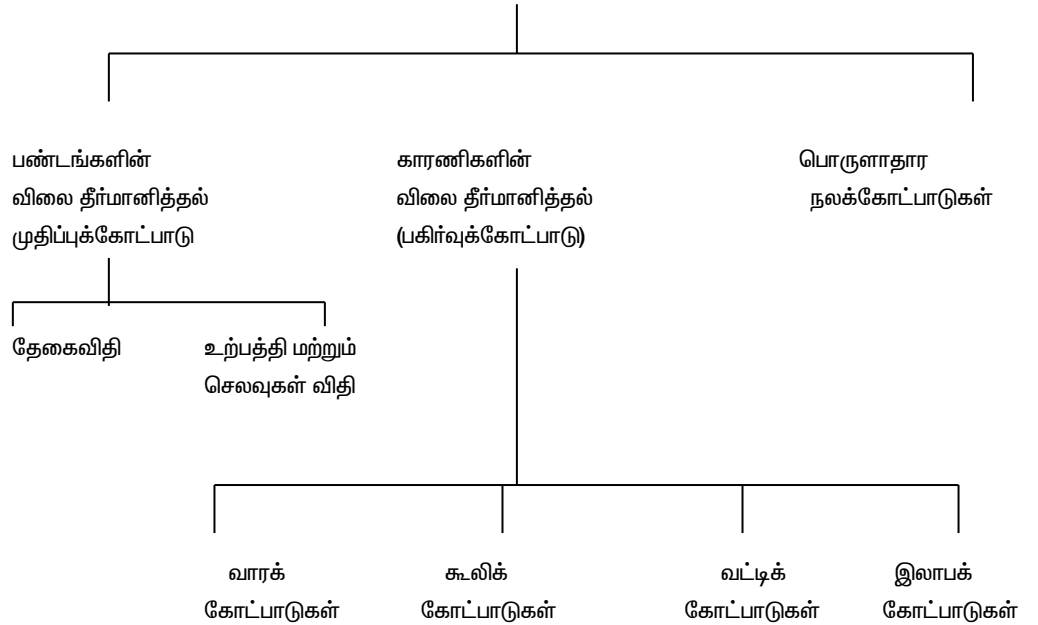 பண்டங்களின்
விலை தீர்மானித்தல்
முதிப்புக்கோட்பாடு
காரணிகளின்
விலை தீர்மானித்தல்
(பகிர்வுக்கோட்பாடு)
பொருளாதார
நலக்கோட்பாடுகள்
தேகைவிதி
உற்பத்தி மற்றும்
செலவுகள் விதி
வாரக்
கோட்பாடுகள்
கூலிக்
கோட்பாடுகள்
வட்டிக்
கோட்பாடுகள்
இலாபக்
கோட்பாடுகள்